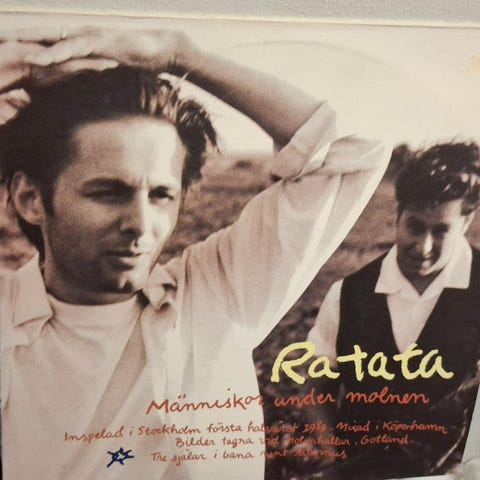 Ratata
Människor under molnen
Inspelad i Stockholm första halvåret 1989. Mixad i Köpenhamn
Bilder tagna vid Holmhällar. Gotland.
Tre själar i bana runt Saturnus